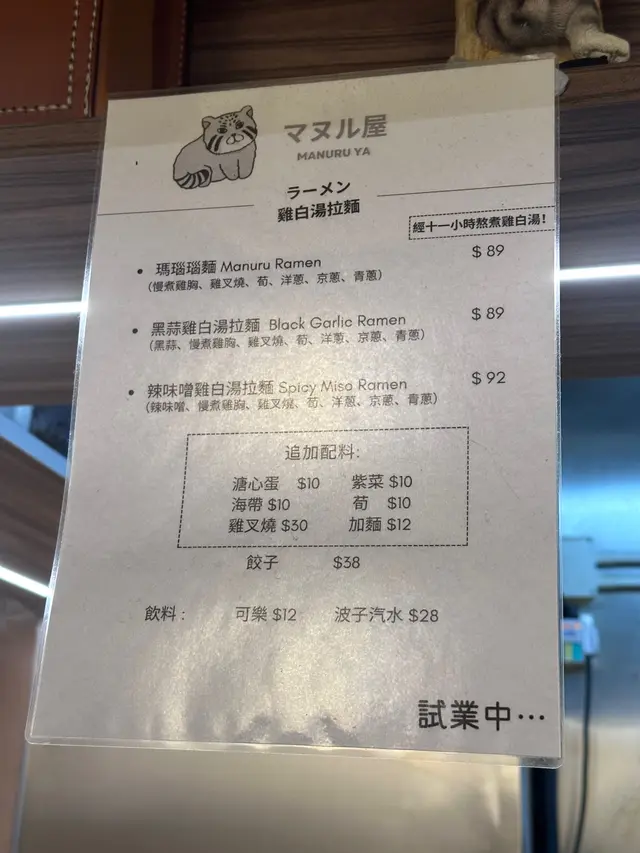 マヌル屋
MANURU YA
ラーメン
雞白湯拉麵
經十一小時熬煮雞白湯!
• 瑪瑙瑙麵 Manuru Ramen $ 89
(慢煮雞胸、雞叉燒、荀、洋蔥、京蔥、青蔥)
• 黑蒜雞白湯拉麵 Black Garlic Ramen $ 89
(黑蒜、慢煮雞胸、雞叉燒、荀、洋蔥、京蔥、青蔥)
• 辣味噌雞白湯拉麵 Spicy Miso Ramen $ 92
(辣味噌、慢煮雞胸、雞叉燒、荀、洋蔥、京蔥、青蔥)
追加配料:
溏心蛋 $10 紫菜 $10
海帶 $10 荀 $10
雞叉燒 $30 加麵 $12
餃子 $38
飲料: 可樂 $12 波子汽水 $28
試業中…